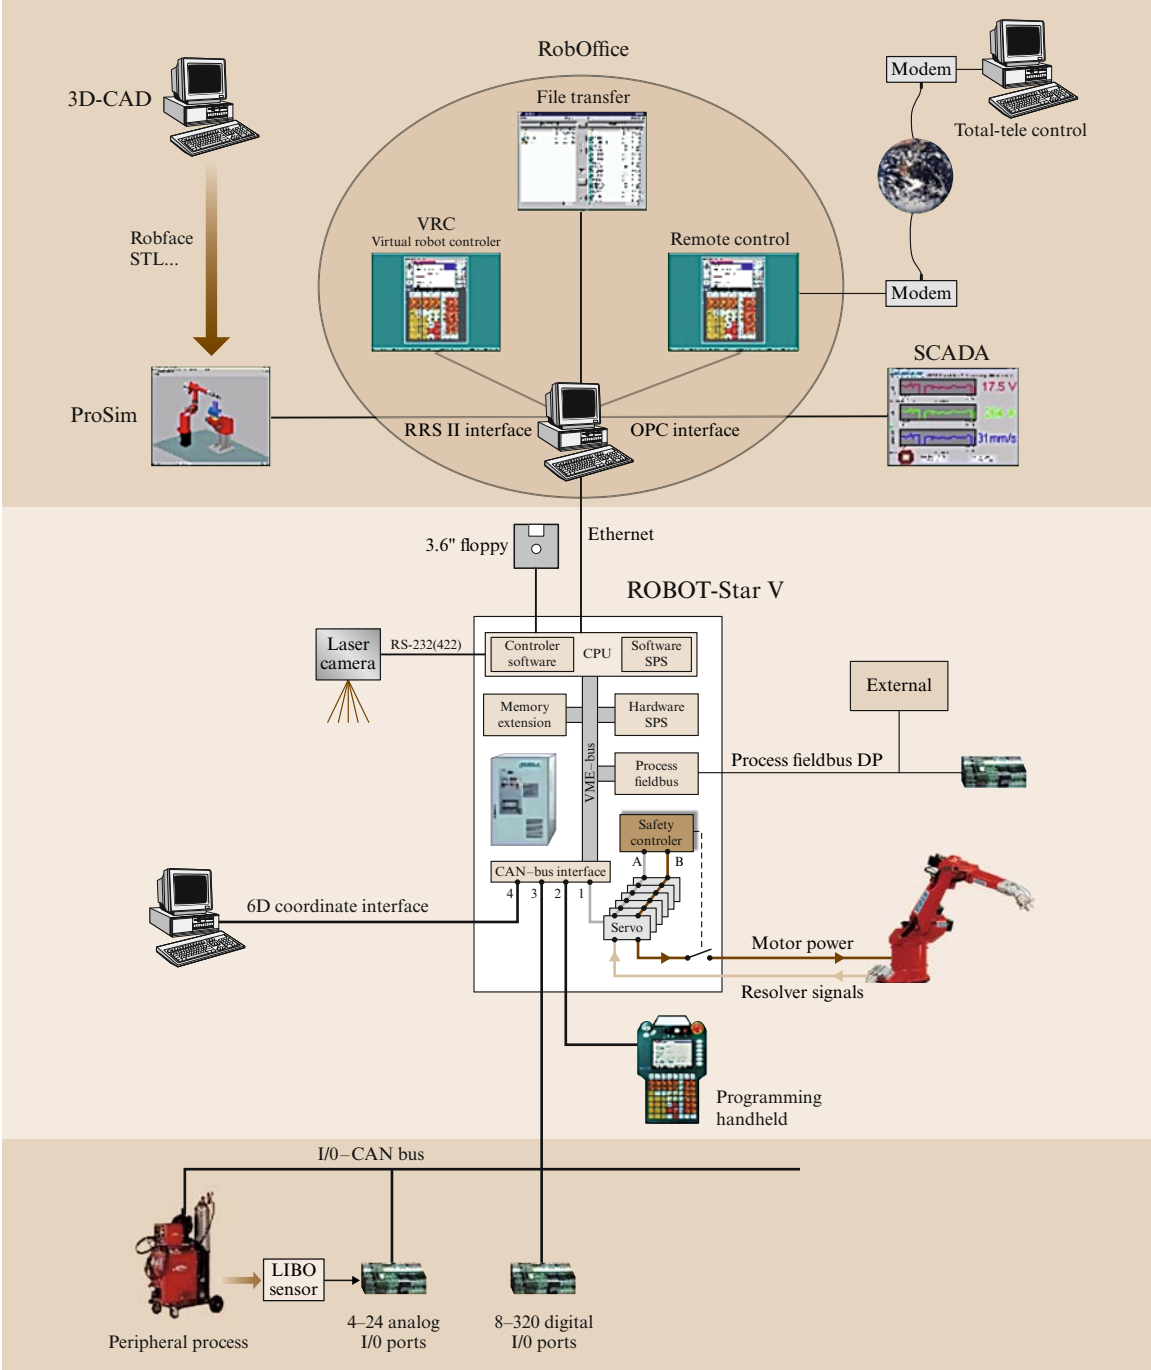 RobOffice
3D-CAD
File transfer
Modem
Total-tele control
VRC
Virtual robot controler
Remote control
Robface
STL...
Modem
SCADA
17.5 V
31mm/s
ProSim
RRS II interface
OPC interface
Ethernet
3.6" floppy
ROBOT-Star V
Laser
camera
RS-232(422)
Controler
software
CPU
Software
SPS
Memory
extension
Hardware
SPS
External
VME–bus
Process
fieldbus
Process fieldbus DP
Safety
controler
A
B
CAN–bus interface
4
3
2
1
6D coordinate interface
Servo
Motor power
Resolver signals
Programming
handheld
I/0–CAN bus
LIBO
sensor
Peripheral process
4–24 analog
I/0 ports
8–320 digital
I/0 ports